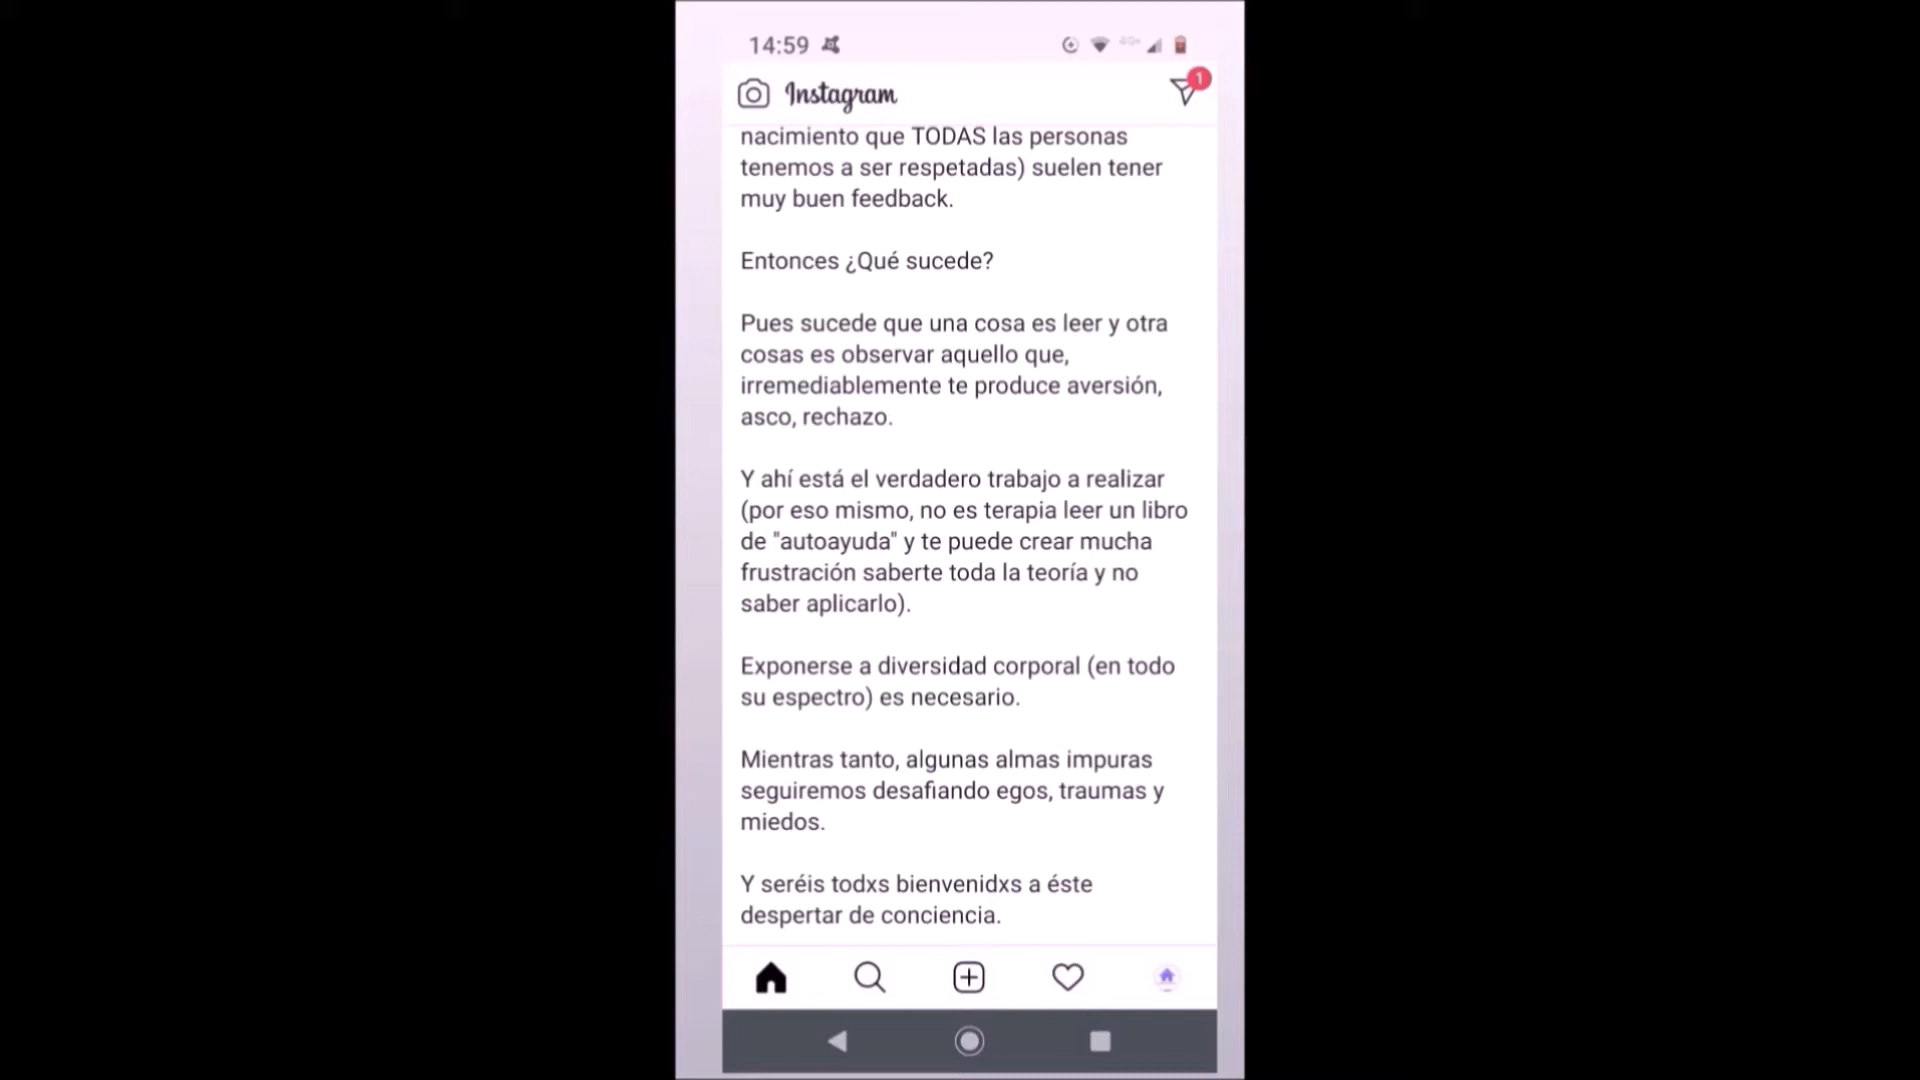 14:59
Instagram
1
nacimiento que TODAS las personas
tenemos a ser respetadas) suelen tener
muy buen feedback.
Entonces ¿Qué sucede?
Pues sucede que una cosa es leer y otra
cosas es observar aquello que,
irremediablemente te produce aversión,
asco, rechazo.
Y ahí está el verdadero trabajo a realizar
(por eso mismo, no es terapia leer un libro
de "autoayuda" y te puede crear mucha
frustración saberte toda la teoría y no
saber aplicarlo).
Exponerse a diversidad corporal (en todo
su espectro) es necesario.
Mientras tanto, algunas almas impuras
seguiremos desafiando egos, traumas y
miedos.
Y seréis todxs bienvenidxs a éste
despertar de conciencia.